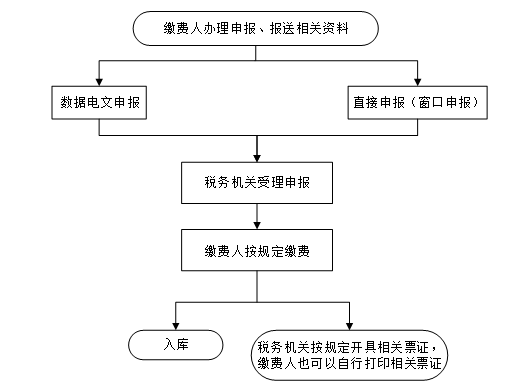 缴费人办理申报、报送相关资料
数据电文申报
直接申报（窗口申报）
税务机关受理申报
缴费人按规定缴费
入库
税务机关按规定开具相关票证，
缴费人也可以自行打印相关票证